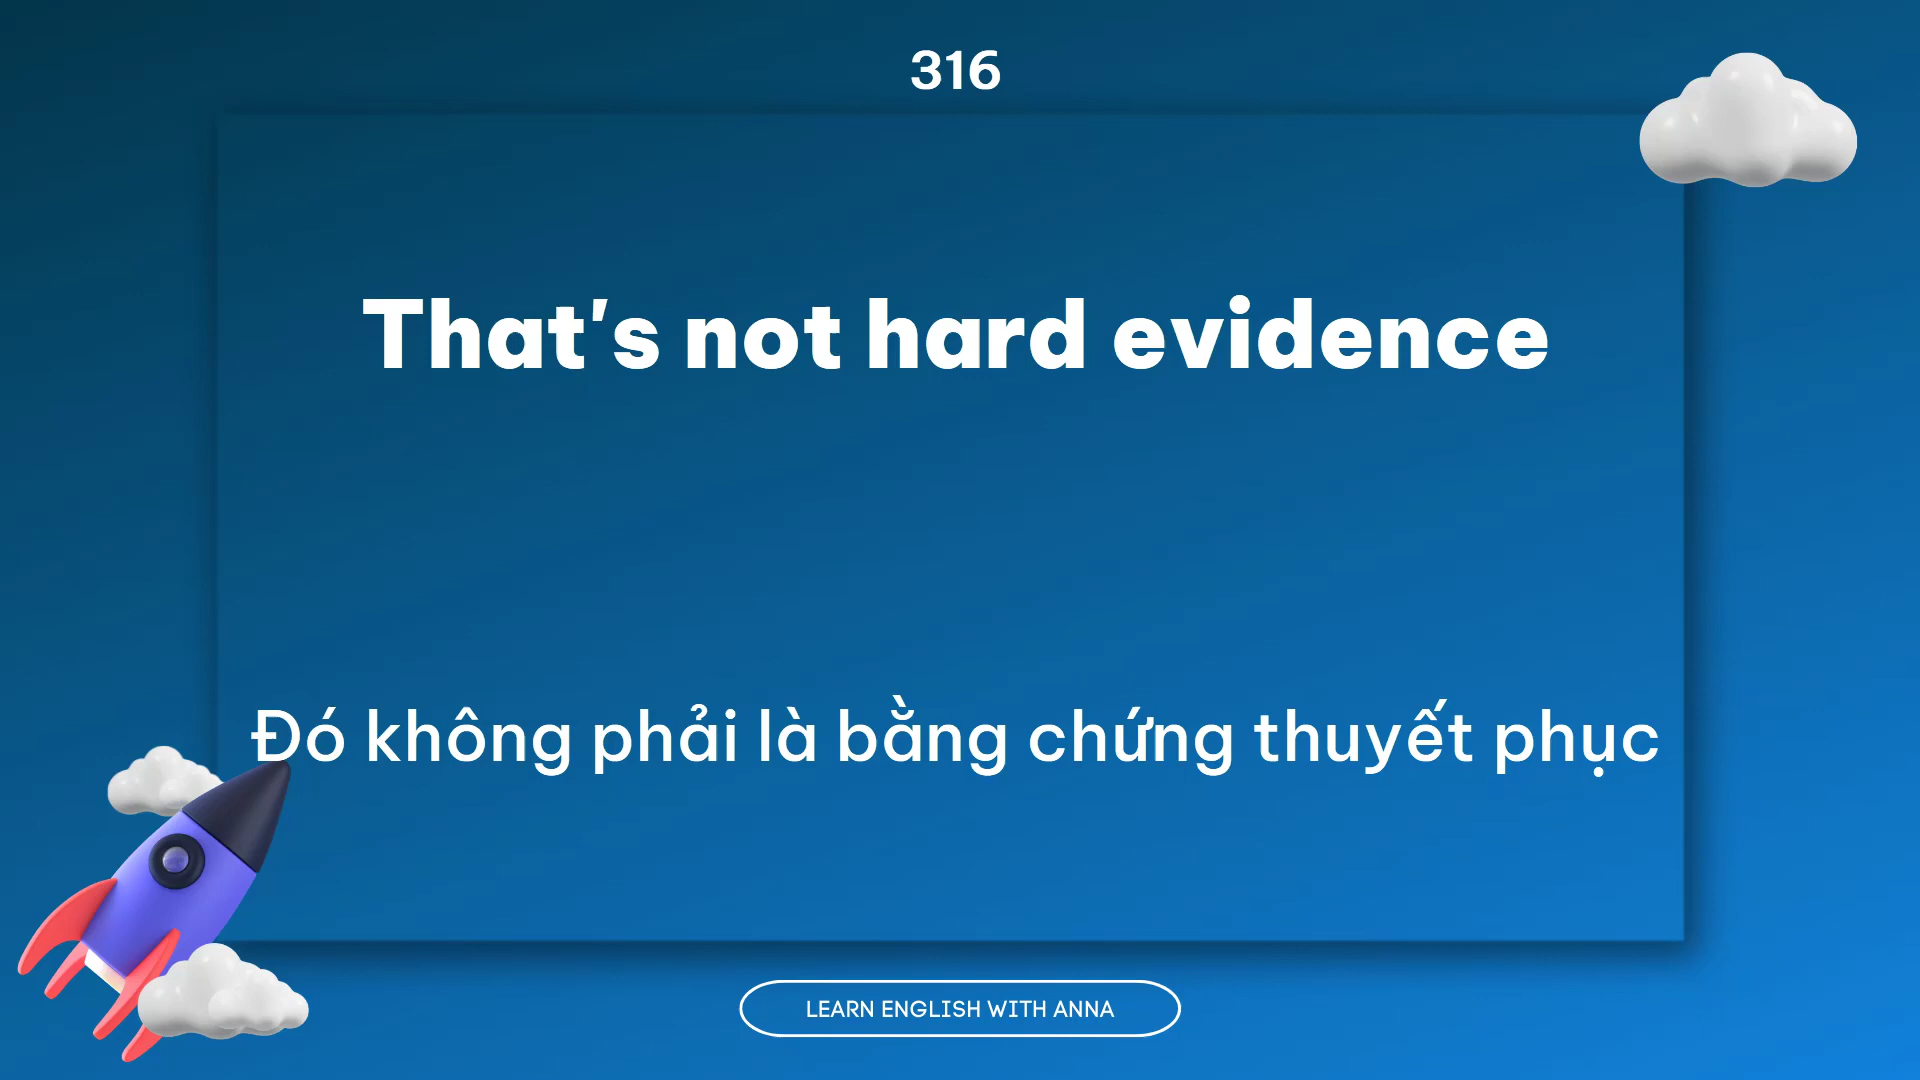 316
That's not hard evidence
Đó không phải là bằng chứng thuyết phục
LEARN ENGLISH WITH ANNA